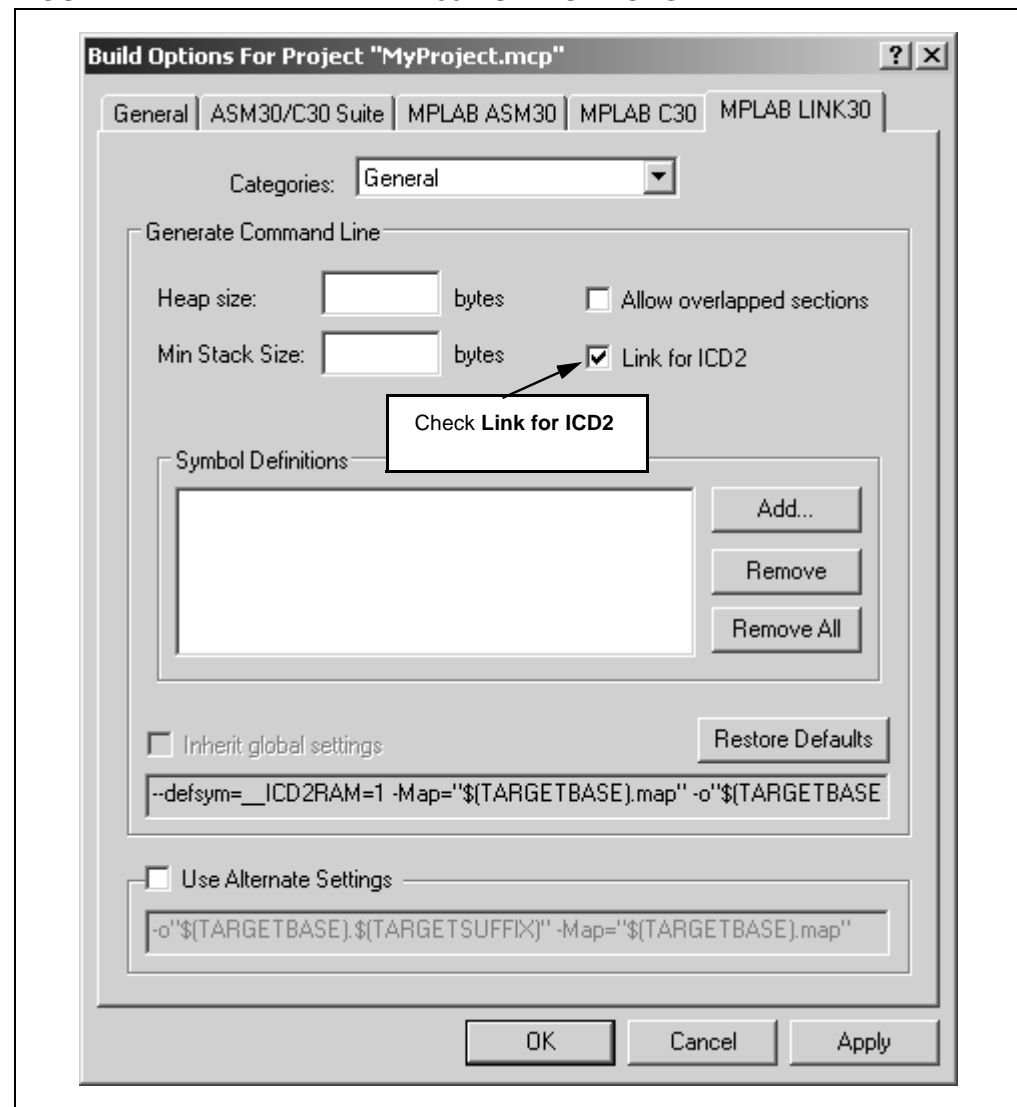 Build Options For Project "MyProject.mcp"
General ASM30/C30 Suite MPLAB ASM30 MPLAB C30 MPLAB LINK30
Categories: General
Generate Command Line
Heap size: bytes Allow overlapped sections
Min Stack Size: bytes Link for ICD2
Check Link for ICD2
Symbol Definitions
Add...
Remove
Remove All
Inherit global settings Restore Defaults
--defsym=__ICD2RAM=1 -Map="$(TARGETBASE).map" -o"$(TARGETBASE
Use Alternate Settings
-o"$(TARGETBASE).$(TARGETSUFFIX)" -Map="$(TARGETBASE).map"
OK Cancel Apply